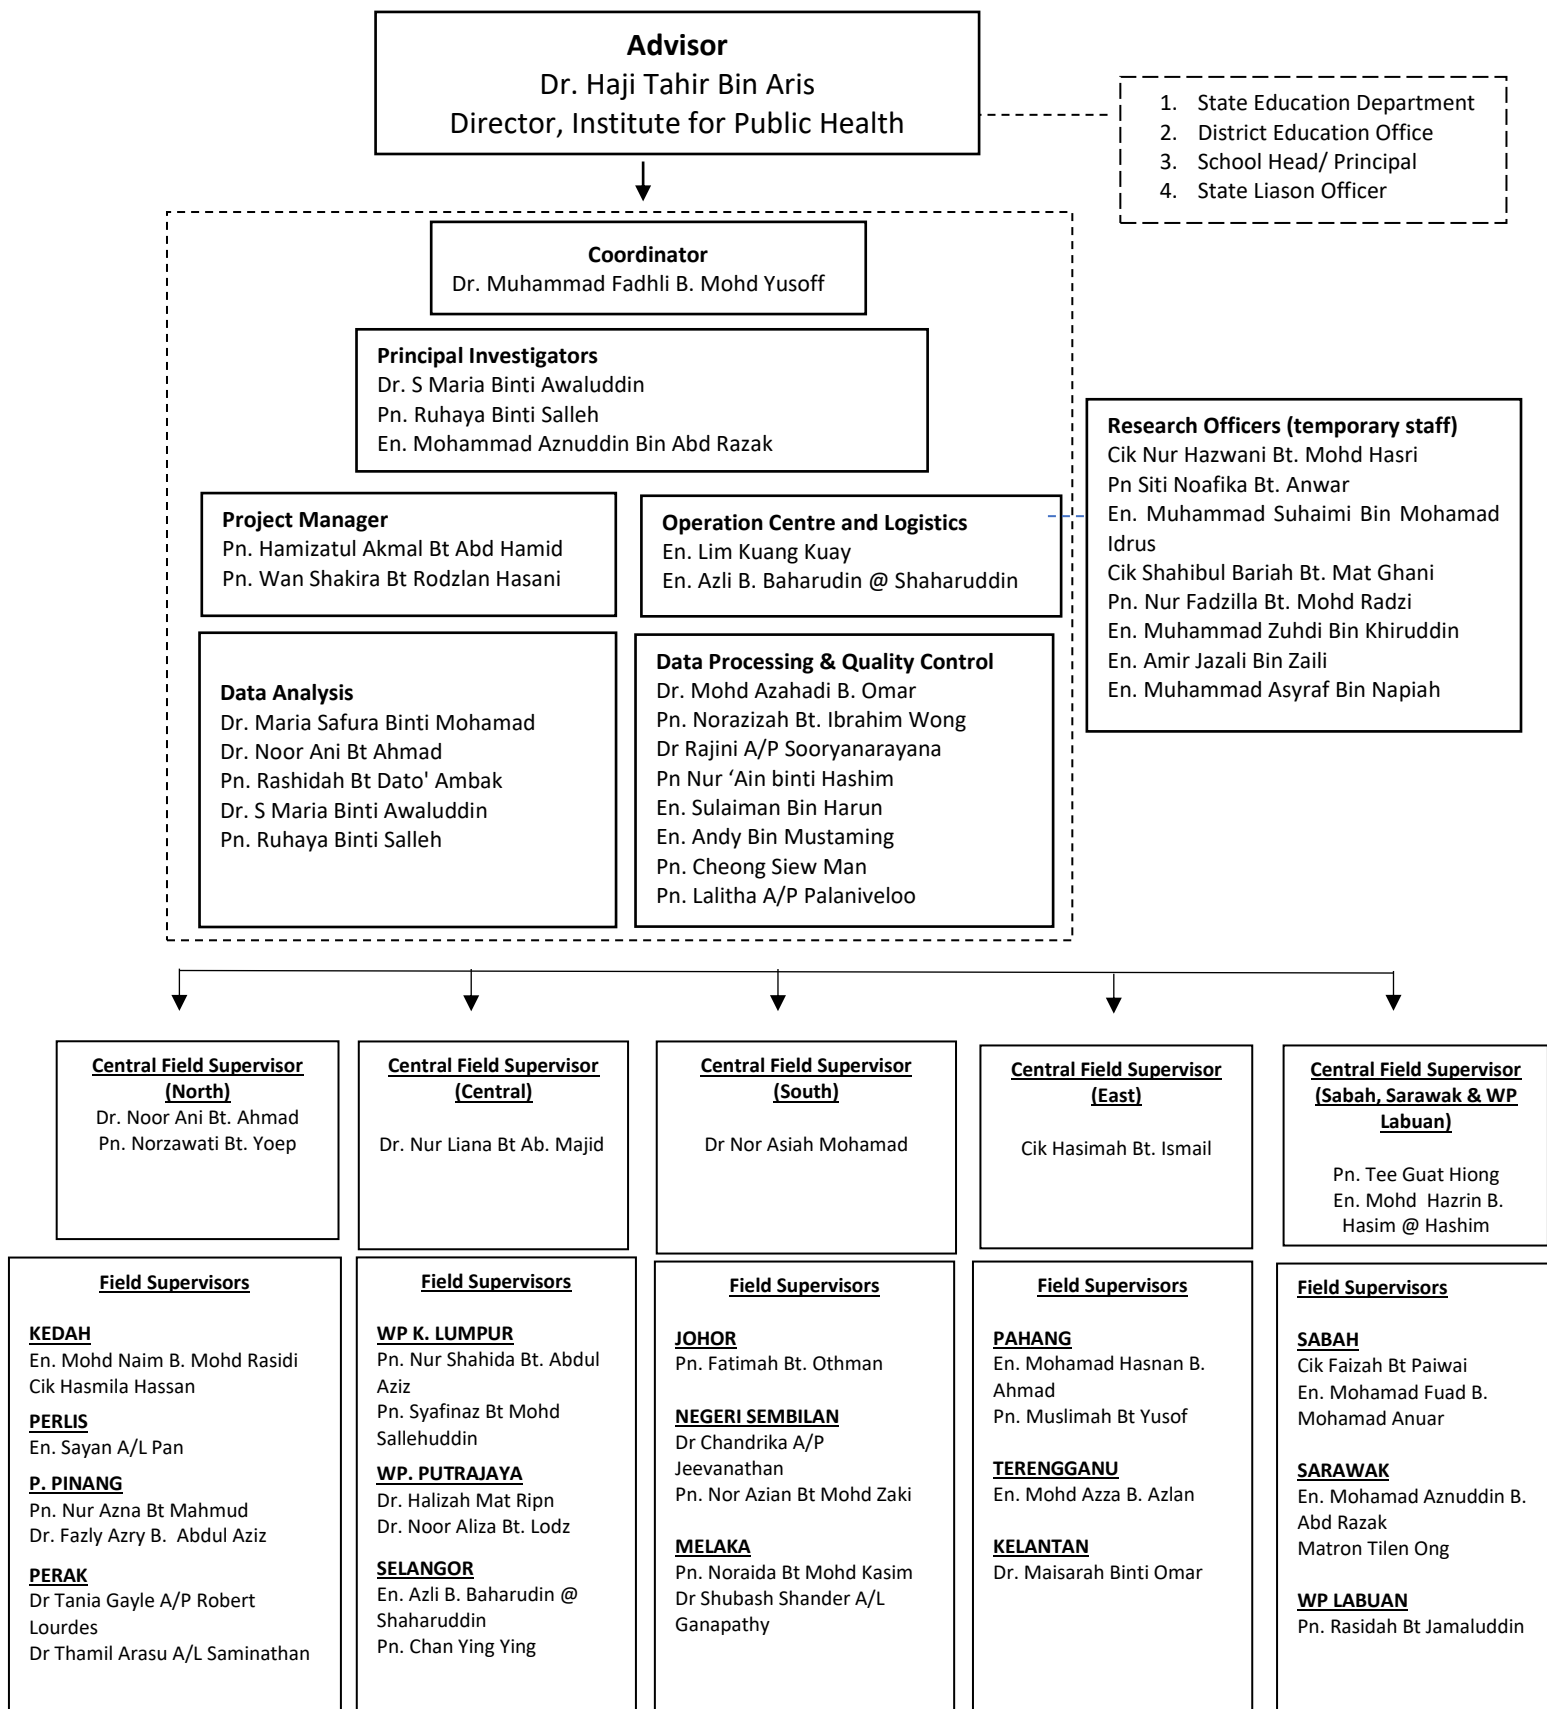 Advisor
Dr. Haji Tahir Bin Aris
Director, Institute for Public Health
1. State Education Department
2. District Education Office
3. School Head/ Principal
4. State Liason Officer
Coordinator
Dr. Muhammad Fadhli B. Mohd Yusoff
Principal Investigators
Dr. S Maria Binti Awaluddin
Pn. Ruhaya Binti Salleh
En. Mohammad Aznuddin Bin Abd Razak
Research Officers (temporary staff)
Cik Nur Hazwani Bt. Mohd Hasri
Pn Siti Noafika Bt. Anwar
En. Muhammad Suhaimi Bin Mohamad
Idrus
Cik Shahibul Bariah Bt. Mat Ghani
Pn. Nur Fadzilla Bt. Mohd Radzi
En. Muhammad Zuhdi Bin Khiruddin
En. Amir Jazali Bin Zaili
En. Muhammad Asyraf Bin Napiah
Project Manager
Pn. Hamizatul Akmal Bt Abd Hamid
Pn. Wan Shakira Bt Rodzlan Hasani
Operation Centre and Logistics
En. Lim Kuang Kuay
En. Azli B. Baharudin @ Shaharuddin
Data Analysis
Dr. Maria Safura Binti Mohamad
Dr. Noor Ani Bt Ahmad
Pn. Rashidah Bt Dato' Ambak
Dr. S Maria Binti Awaluddin
Pn. Ruhaya Binti Salleh
Data Processing & Quality Control
Dr. Mohd Azahadi B. Omar
Pn. Norazizah Bt. Ibrahim Wong
Dr Rajini A/P Sooryanarayana
Pn Nur ‘Ain binti Hashim
En. Sulaiman Bin Harun
En. Andy Bin Mustaming
Pn. Cheong Siew Man
Pn. Lalitha A/P Palaniveloo
Central Field Supervisor
(North)
Dr. Noor Ani Bt. Ahmad
Pn. Norzawati Bt. Yoep
Central Field Supervisor
(Central)
Dr. Nur Liana Bt Ab. Majid
Central Field Supervisor
(South)
Dr Nor Asiah Mohamad
Central Field Supervisor
(East)
Cik Hasimah Bt. Ismail
Central Field Supervisor
(Sabah, Sarawak & WP
Labuan)
Pn. Tee Guat Hiong
En. Mohd Hazrin B.
Hasim @ Hashim
Field Supervisors
KEDAH
En. Mohd Naim B. Mohd Rasidi
Cik Hasmila Hassan
PERLIS
En. Sayan A/L Pan
P. PINANG
Pn. Nur Azna Bt Mahmud
Dr. Fazly Azry B. Abdul Aziz
PERAK
Dr Tania Gayle A/P Robert
Lourdes
Dr Thamil Arasu A/L Saminathan
Field Supervisors
WP K. LUMPUR
Pn. Nur Shahida Bt. Abdul
Aziz
Pn. Syafinaz Bt Mohd
Sallehuddin
WP. PUTRAJAYA
Dr. Halizah Mat Ripn
Dr. Noor Aliza Bt. Lodz
SELANGOR
En. Azli B. Baharudin @
Shaharuddin
Pn. Chan Ying Ying
Field Supervisors
JOHOR
Pn. Fatimah Bt. Othman
NEGERI SEMBILAN
Dr Chandrika A/P
Jeevanathan
Pn. Nor Azian Bt Mohd Zaki
MELAKA
Pn. Noraida Bt Mohd Kasim
Dr Shubash Shander A/L
Ganapathy
Field Supervisors
PAHANG
En. Mohamad Hasnan B.
Ahmad
Pn. Muslimah Bt Yusof
TERENGGANU
En. Mohd Azza B. Azlan
KELANTAN
Dr. Maisarah Binti Omar
Field Supervisors
SABAH
Cik Faizah Bt Paiwai
En. Mohamad Fuad B.
Mohamad Anuar
SARAWAK
En. Mohamad Aznuddin B.
Abd Razak
Matron Tilen Ong
WP LABUAN
Pn. Rasidah Bt Jamaluddin